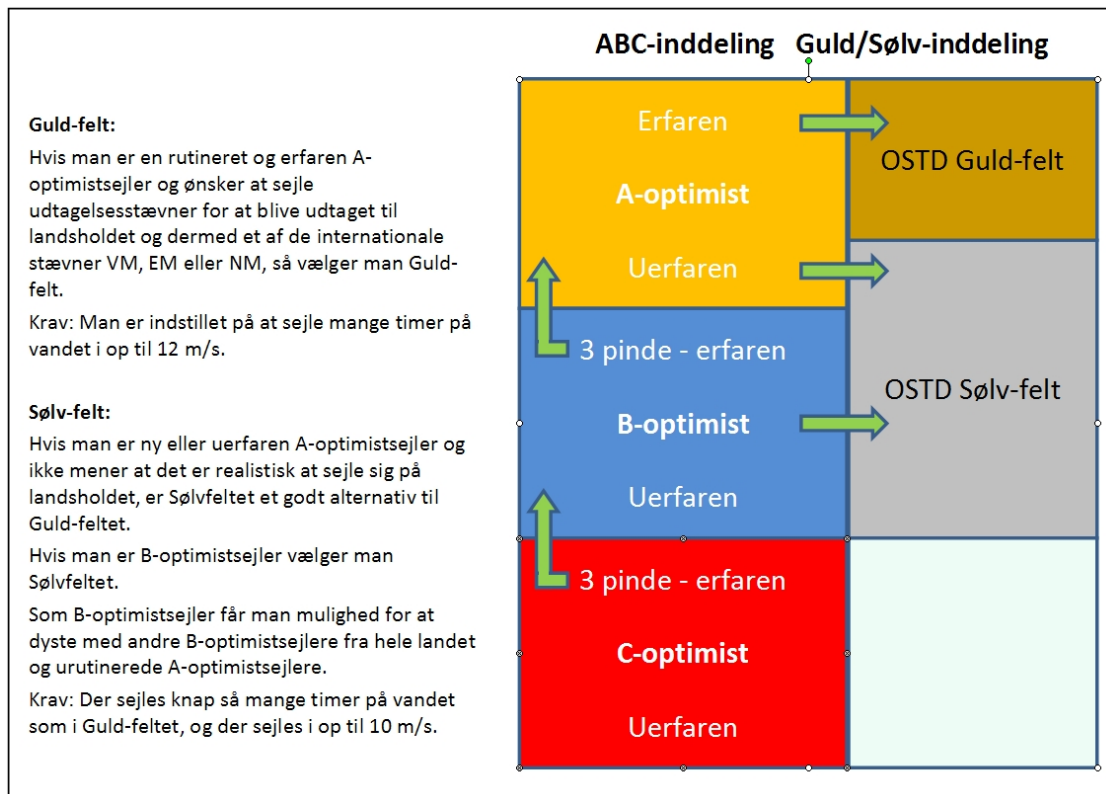 ABC-inddeling Guld/Sølv-inddeling
Guld-felt:
Hvis man er en rutineret og erfaren A-
optimistsejler og ønsker at sejle
udtagelsesstævner for at blive udtaget til
landsholdet og dermed et af de internationale
stævner VM, EM eller NM, så vælger man Guld-
felt.
Krav: Man er indstillet på at sejle mange timer på
vandet i op til 12 m/s.
Sølv-felt:
Hvis man er ny eller uerfaren A-optimistsejler og
ikke mener at det er realistisk at sejle sig på
landsholdet, er Sølvfeltet et godt alternativ til
Guld-feltet.
Hvis man er B-optimistsejler vælger man
Sølvfeltet.
Som B-optimistsejler får man mulighed for at
dyste med andre B-optimistsejlere fra hele landet
og urutinerede A-optimistsejlere.
Krav: Der sejles knap så mange timer på vandet
som i Guld-feltet, og der sejles i op til 10 m/s.
Erfaren
A-optimist
Uerfaren
3 pinde - erfaren
B-optimist
Uerfaren
3 pinde - erfaren
C-optimist
Uerfaren
OSTD Guld-felt
OSTD Sølv-felt